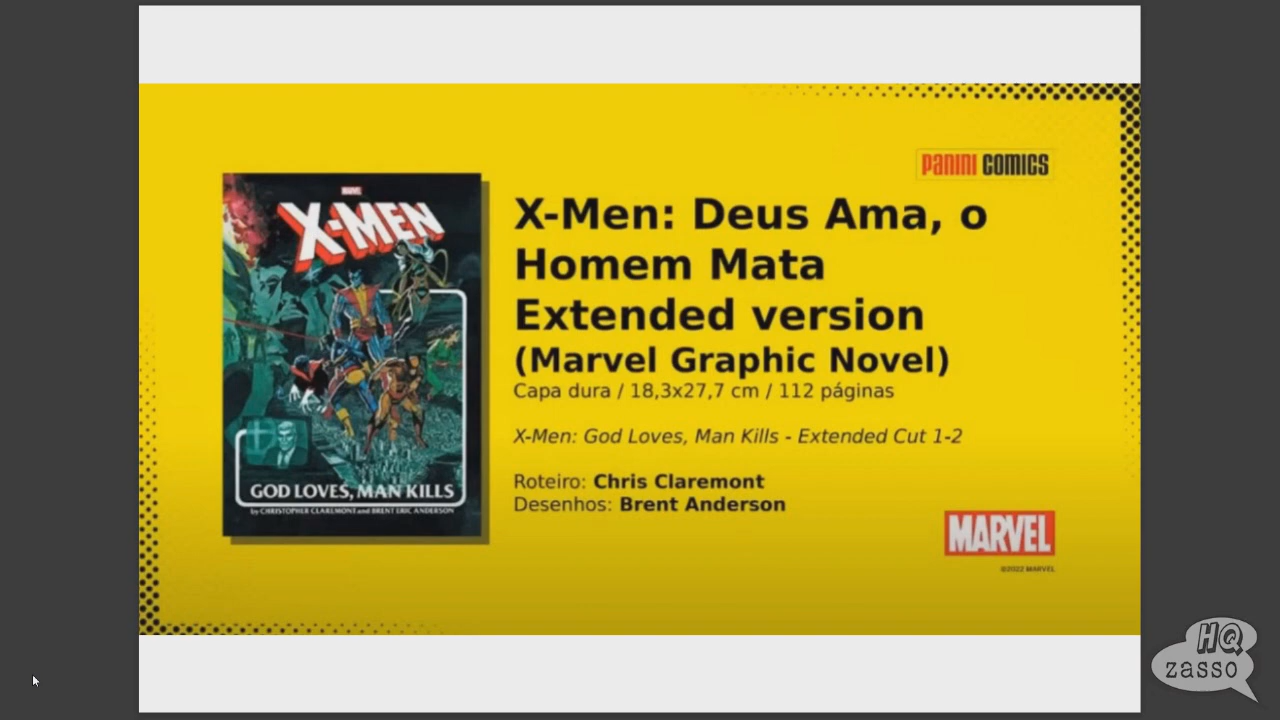 PANINI COMICS
MARVEL
X-MEN
GOD LOVES, MAN KILLS
by CHRISTOPHER CLAREMONT and BRENT ERIC ANDERSON
X-Men: Deus Ama, o
Homem Mata
Extended version
(Marvel Graphic Novel)
Capa dura / 18,3x27,7 cm / 112 páginas
X-Men: God Loves, Man Kills - Extended Cut 1-2
Roteiro: Chris Claremont
Desenhos: Brent Anderson
MARVEL
©2022 MARVEL
HQ
zasso